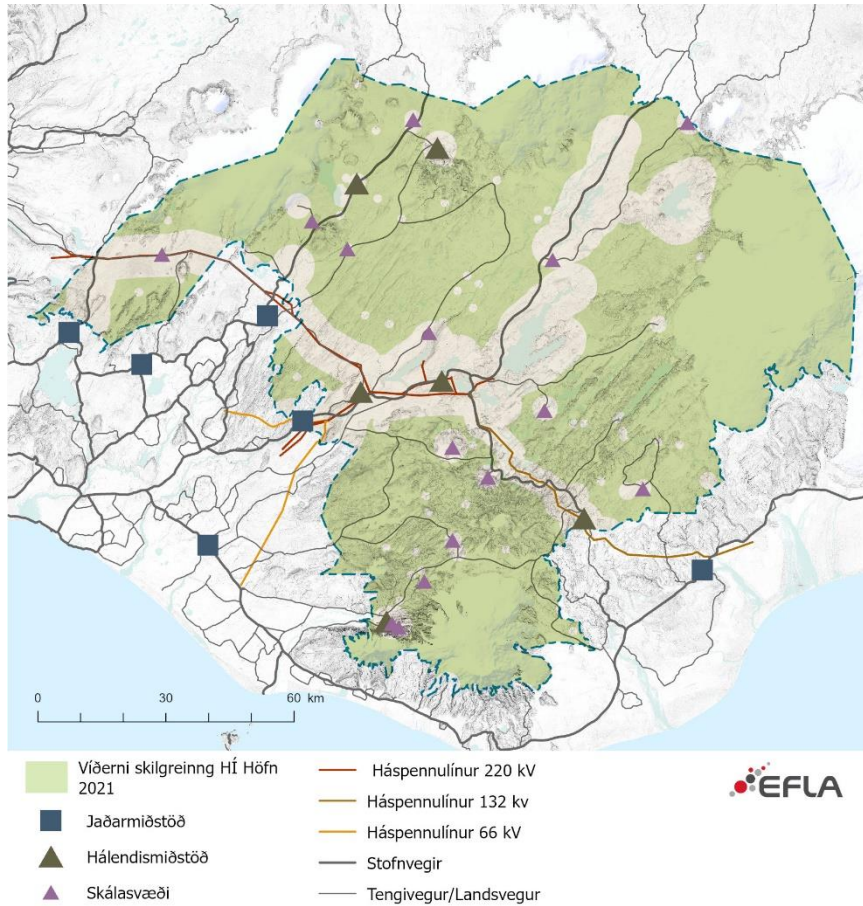 0 30 60 km
Víðerni skilgreinng HÍ Höfn
2021
Jaðarmiðstöð
Hálendismiðstöð
Skálasvæði
Háspennulínur 220 kV
Háspennulínur 132 kv
Háspennulínur 66 kV
Stofnvegir
Tengivegur/Landsvegur
EFLA